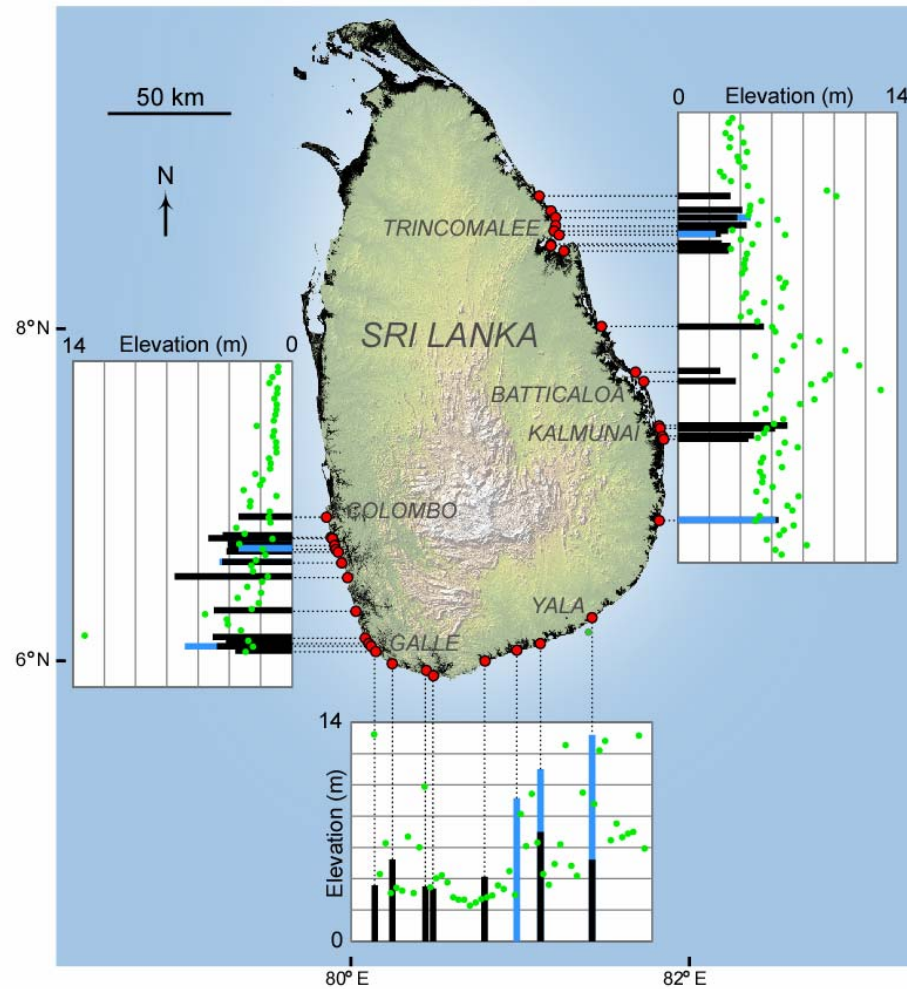 50 km
0 Elevation (m) 14
N
TRINCOMALEE
8°N
SRI LANKA
14 Elevation (m) 0
BATTICALOA
KALMUNAI
COLOMBO
YALA
GALLE
6°N
14
Elevation (m)
0
80°E
82°E